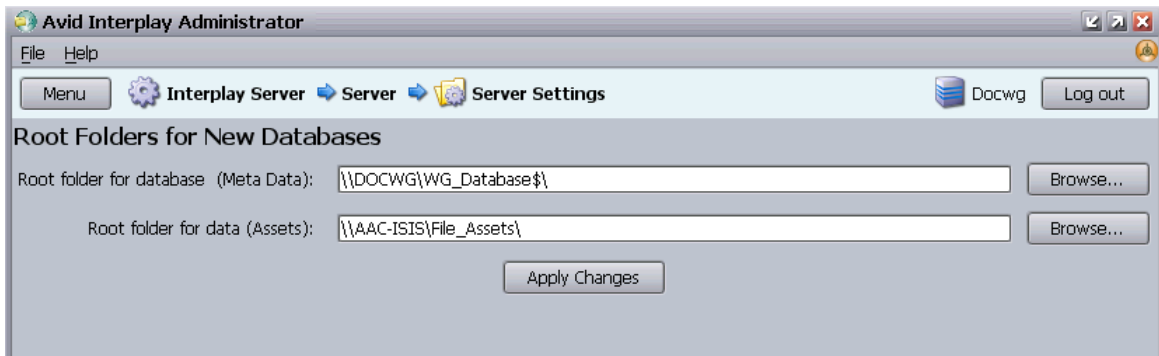 Avid Interplay Administrator
File Help
Menu Interplay Server Server Server Settings Docwg Log out
Root Folders for New Databases
Root folder for database (Meta Data): \\DOCWG\WG_Database$\ Browse...
Root folder for data (Assets): \\AAC-ISIS\File_Assets\ Browse...
Apply Changes